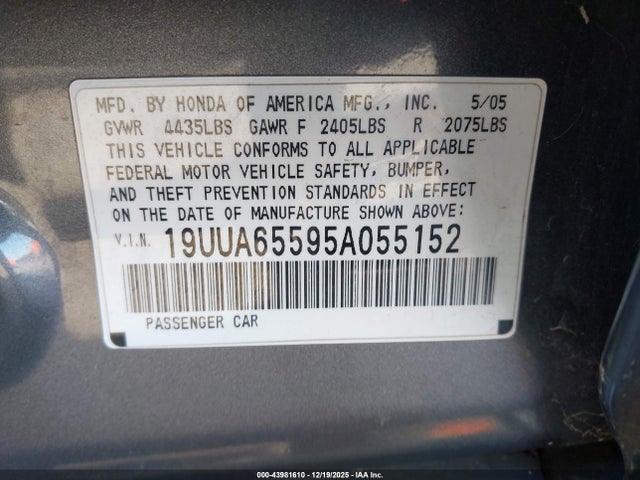 MFD. BY HONDA OF AMERICA MFG., INC. 5/05
GVWR 4435LBS GAWR F 2405LBS R 2075LBS
THIS VEHICLE CONFORMS TO ALL APPLICABLE
FEDERAL MOTOR VEHICLE SAFETY, BUMPER,
AND THEFT PREVENTION STANDARDS IN EFFECT
ON THE DATE OF MANUFACTURE SHOWN ABOVE:
V.I.N. 19UUA65595A055152
PASSENGER CAR
000-43981610 - 12/19/2025 - IAA Inc.